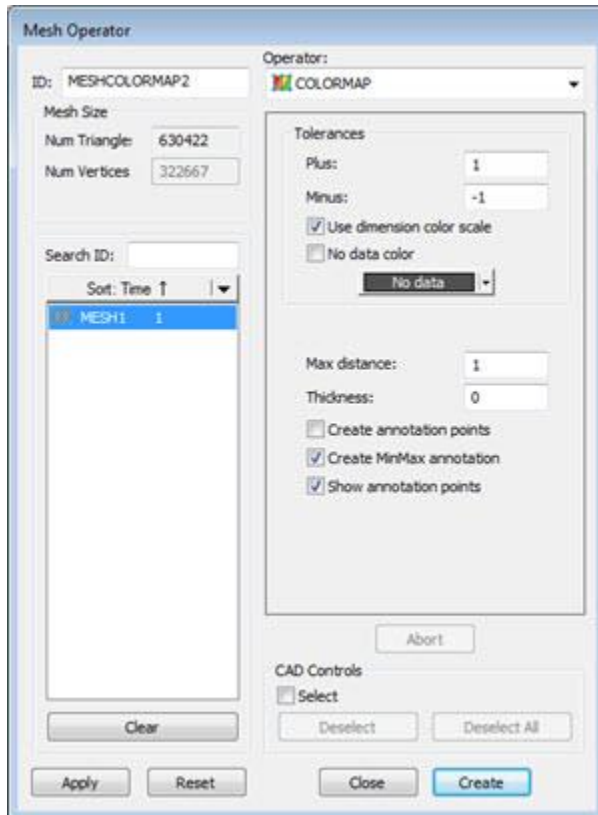 Mesh Operator
ID: MESHCOLORMAP2
Mesh Size
Num Triangle: 630422
Num Vertices 322667
Search ID:
Sort: Time ↑
MESH1 1
Clear
Apply Reset
Operator:
COLORMAP
Tolerances
Plus: 1
Minus: -1
Use dimension color scale
No data color
No data
Max distance: 1
Thickness: 0
Create annotation points
Create MinMax annotation
Show annotation points
Abort
CAD Controls
Select
Deselect Deselect All
Close Create